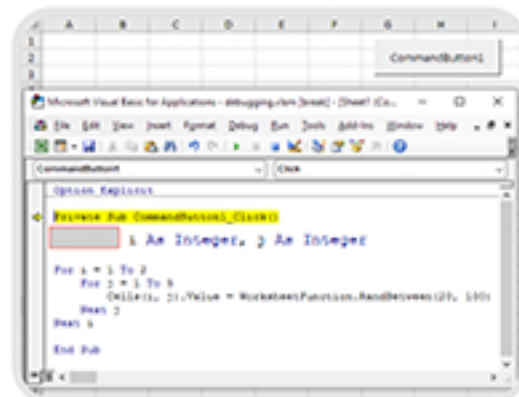 A B C D E F G H I
1
2 CommandButton1
3
Microsoft Visual Basic for Applications - debugging.xlsm [break] - [Sheet1 (Co...
File Edit View Insert Format Debug Run Tools Add-Ins Window Help
CommandButton1 Click
Option Explicit
Private Sub CommandButton1_Click()
i As Integer, j As Integer
For i = 1 To 2
For j = 1 To 5
Cells(i, j).Value = WorksheetFunction.RandBetween(20, 100)
Next j
Next i
End Sub